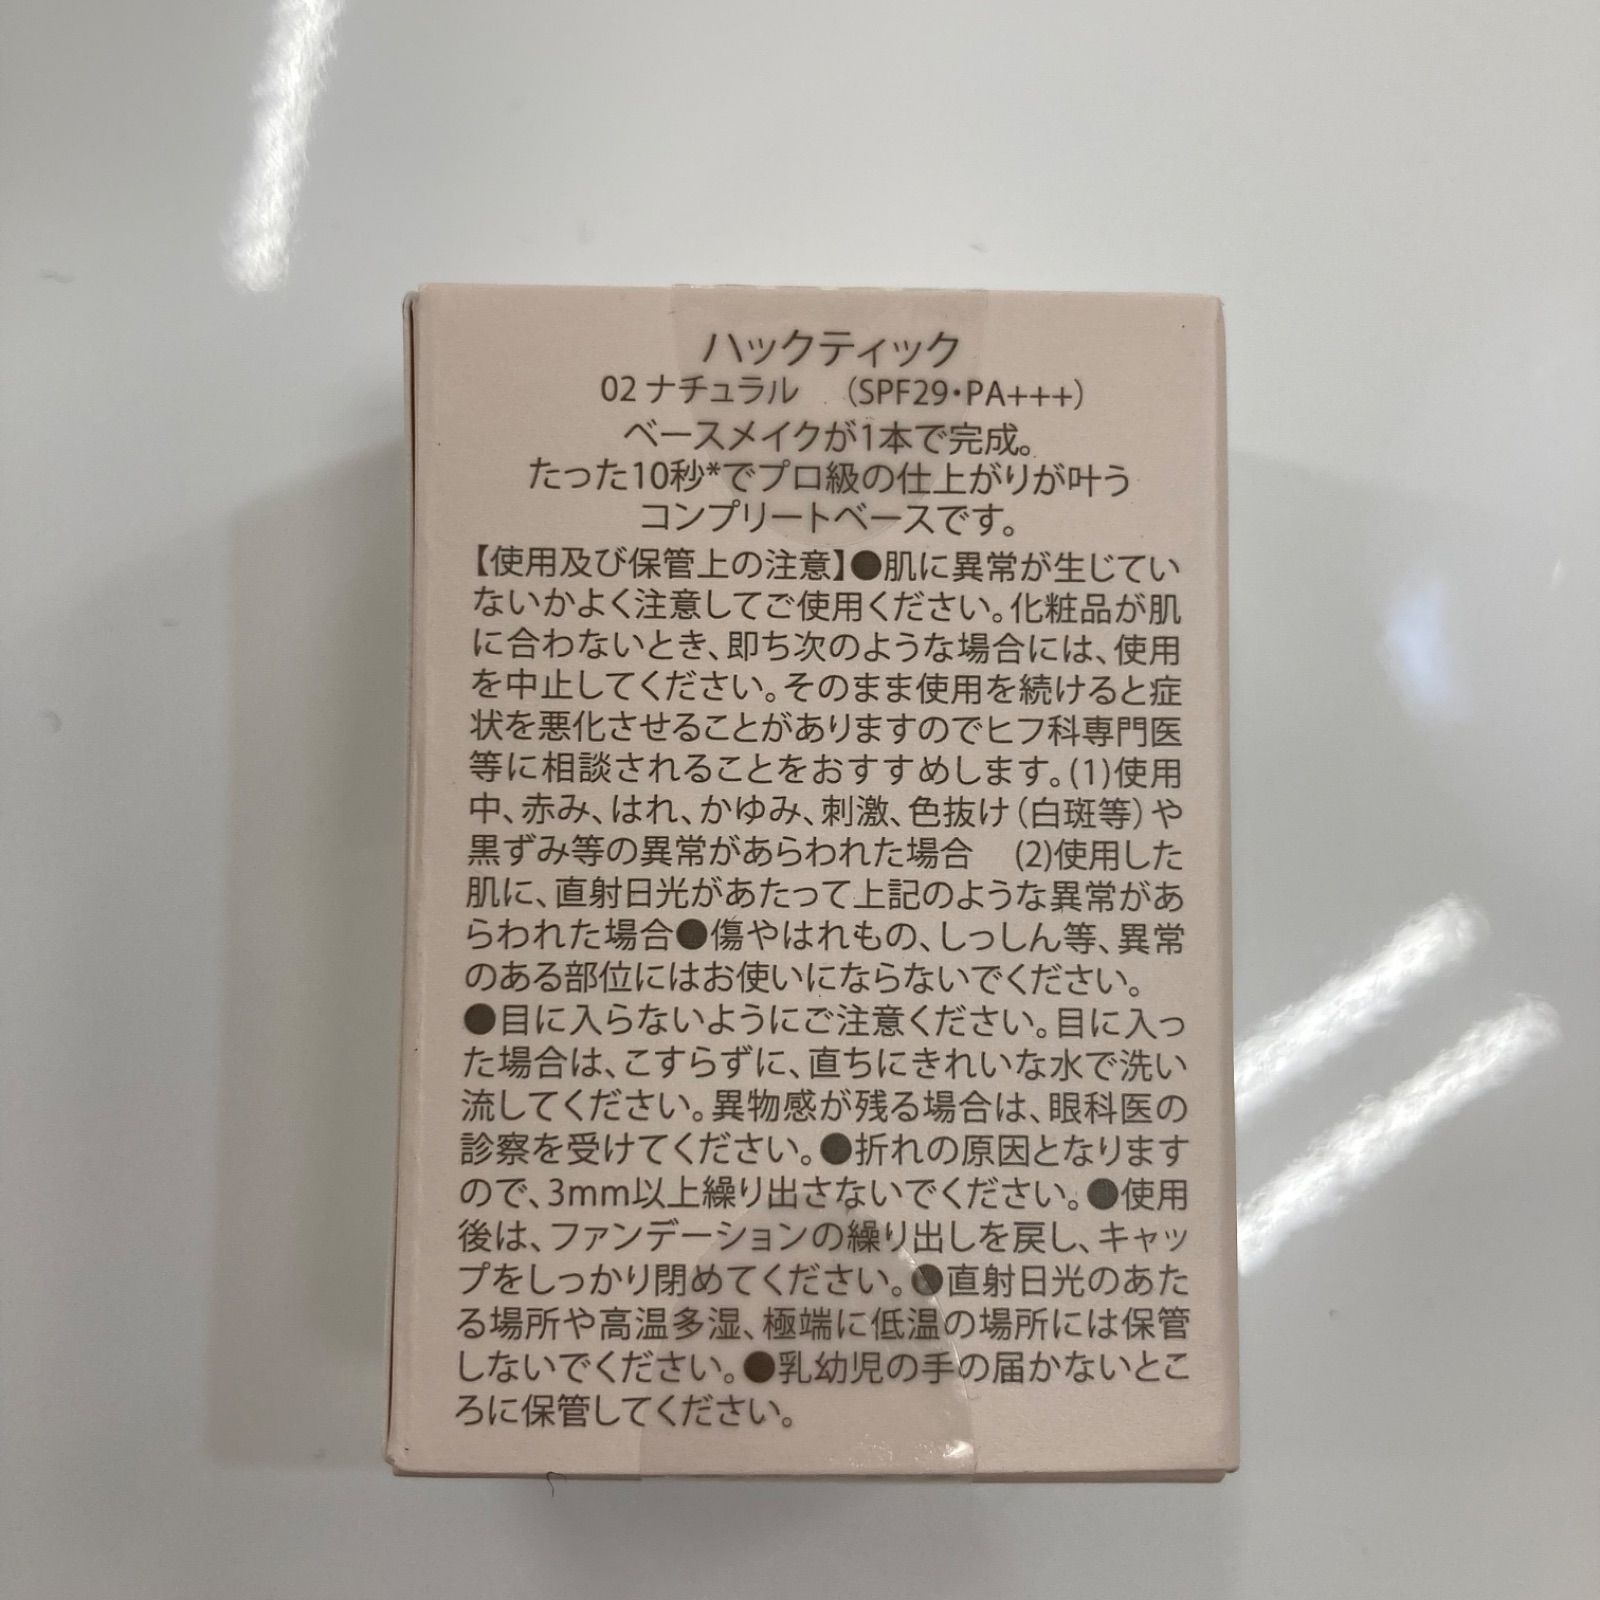 ハックティック
02 ナチュラル （SPF29・PA+++）
ベースメイクが1本で完成。
たった10秒*でプロ級の仕上がりが叶う
コンプリートベースです。
【使用及び保管上の注意】●肌に異常が生じてい
ないかよく注意してご使用ください。化粧品が肌
に合わないとき、即ち次のような場合には、使用
を中止してください。そのまま使用を続けると症
状を悪化させることがありますのでヒフ科専門医
等に相談されることをおすすめします。(1)使用
中、赤み、はれ、かゆみ、刺激、色抜け（白斑等）や
黒ずみ等の異常があらわれた場合 (2)使用した
肌に、直射日光があたって上記のような異常があ
らわれた場合●傷やはれもの、しっしん等、異常
のある部位にはお使いにならないでください。
●目に入らないようにご注意ください。目に入っ
た場合は、こすらずに、直ちにきれいな水で洗い
流してください。異物感が残る場合は、眼科医の
診察を受けてください。●折れの原因となります
ので、3mm以上繰り出さないでください。●使用
後は、ファンデーションの繰り出しを戻し、キャッ
プをしっかり閉めてください。●直射日光のあた
る場所や高温多湿、極端に低温の場所には保管
しないでください。●乳幼児の手の届かないとこ
ろに保管してください。